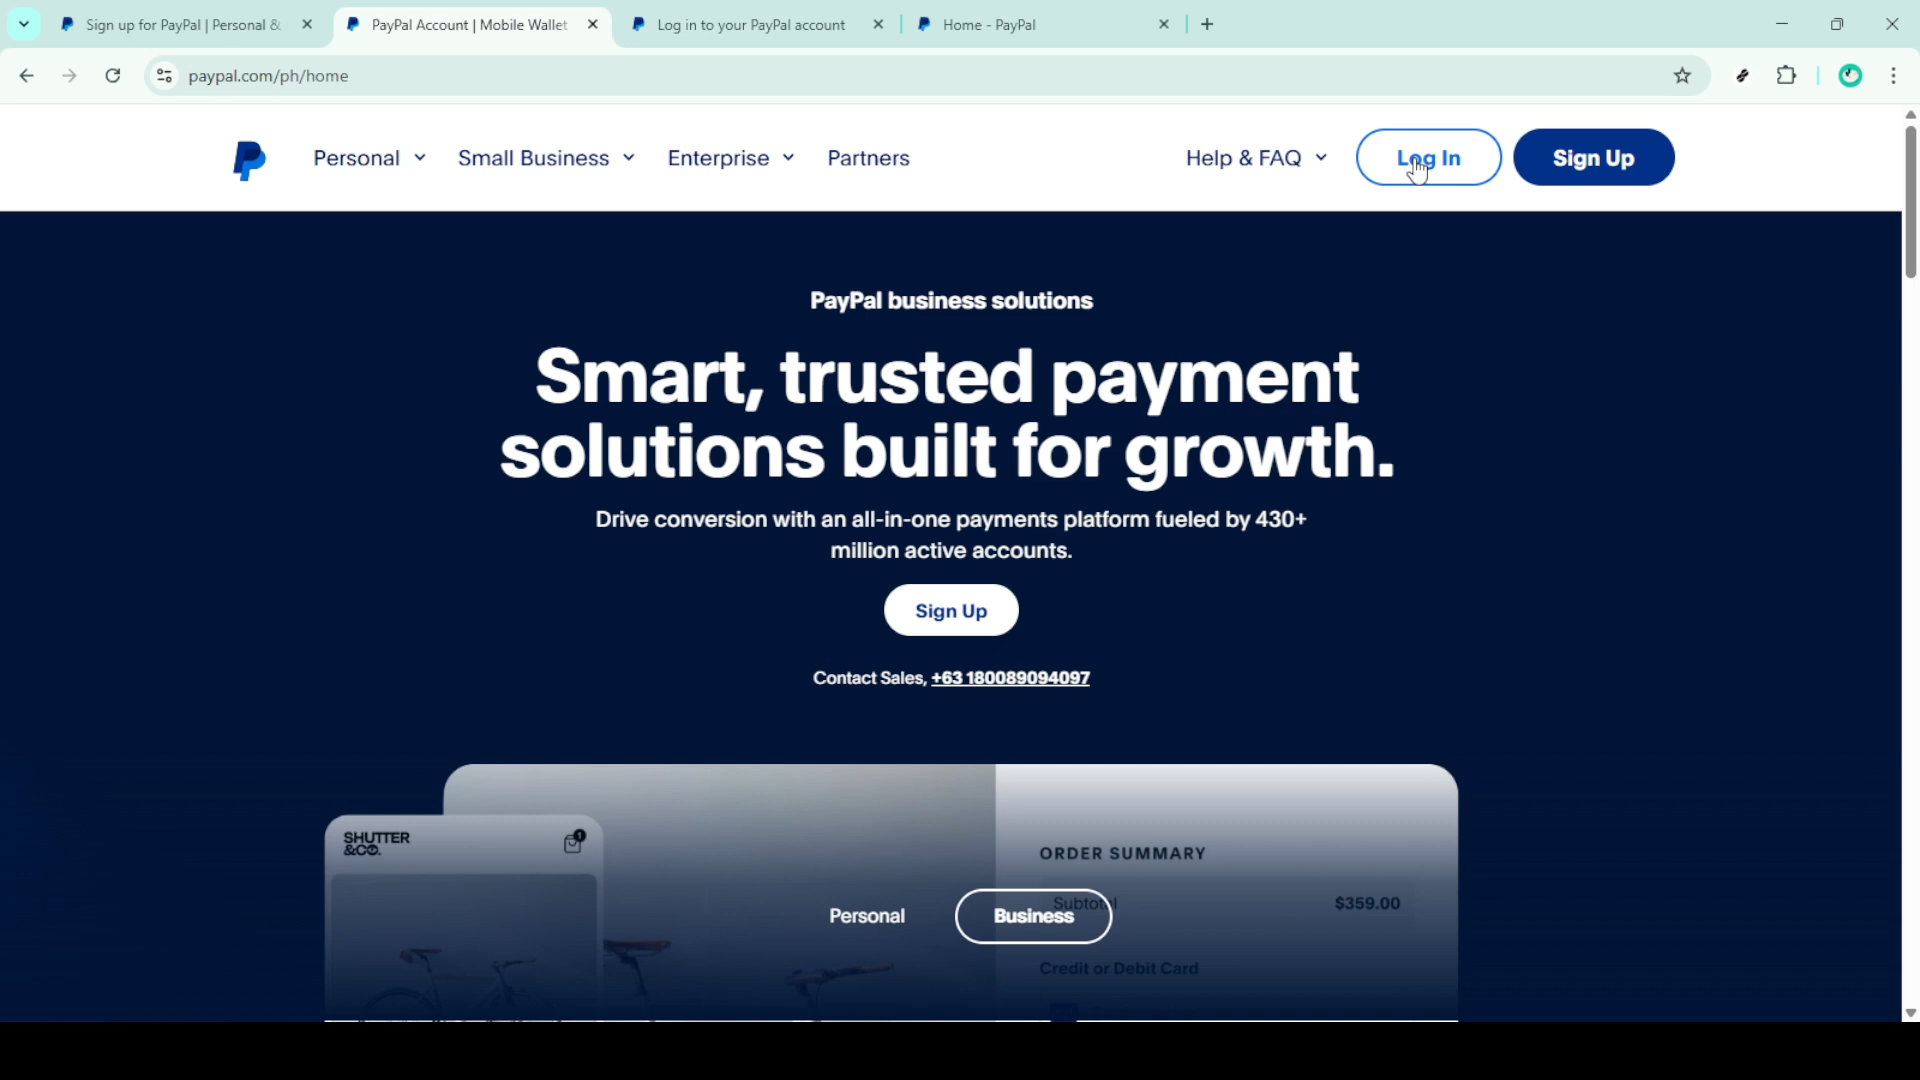 Sign up for PayPal | Personal &
PayPal Account | Mobile Wallet
Log in to your PayPal account
Home - PayPal
paypal.com/ph/home
Personal
Small Business
Enterprise
Partners
Help & FAQ
Log In
Sign Up
PayPal business solutions
Smart, trusted payment
solutions built for growth.
Drive conversion with an all-in-one payments platform fueled by 430+
million active accounts.
Sign Up
Contact Sales, +63 180089094097
SHUTTER
&CO.
1
ORDER SUMMARY
Subtotal
$359.00
Personal
Business
Credit or Debit Card